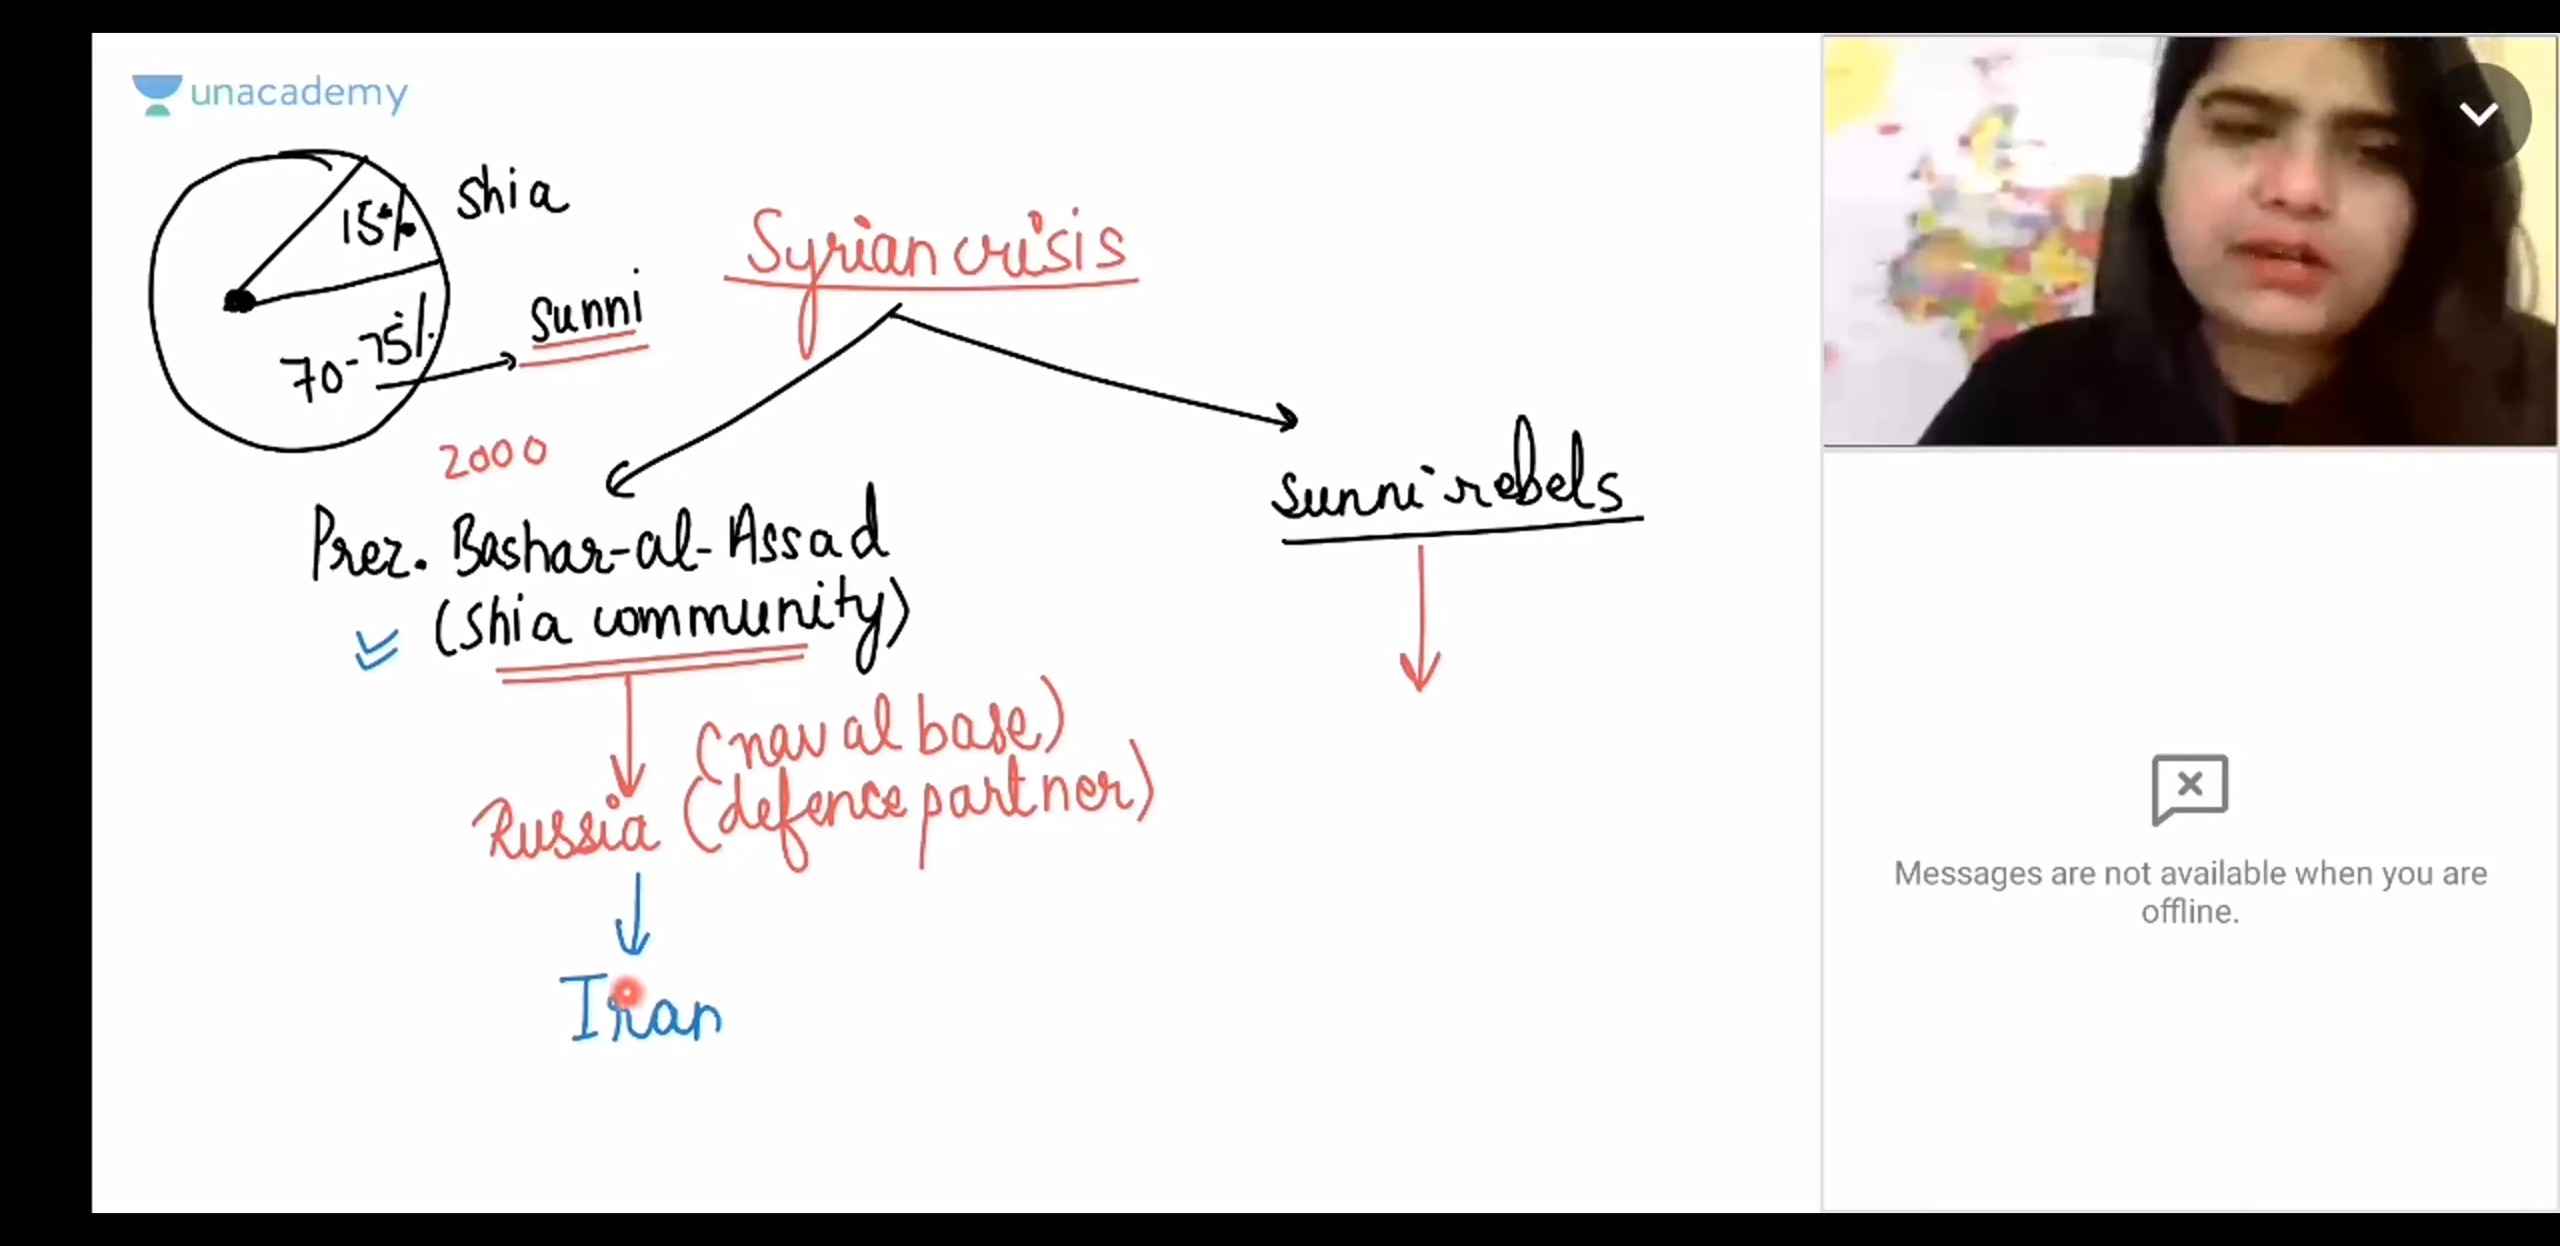 unacademy
15%
Shia
Syrian crisis
Sunni
70-75%
2000
Sunni rebels
Prez. Bashar-al-Assad
(Shia community)
(naval base)
Russia (defence partner)
Iran
Messages are not available when you are
offline.